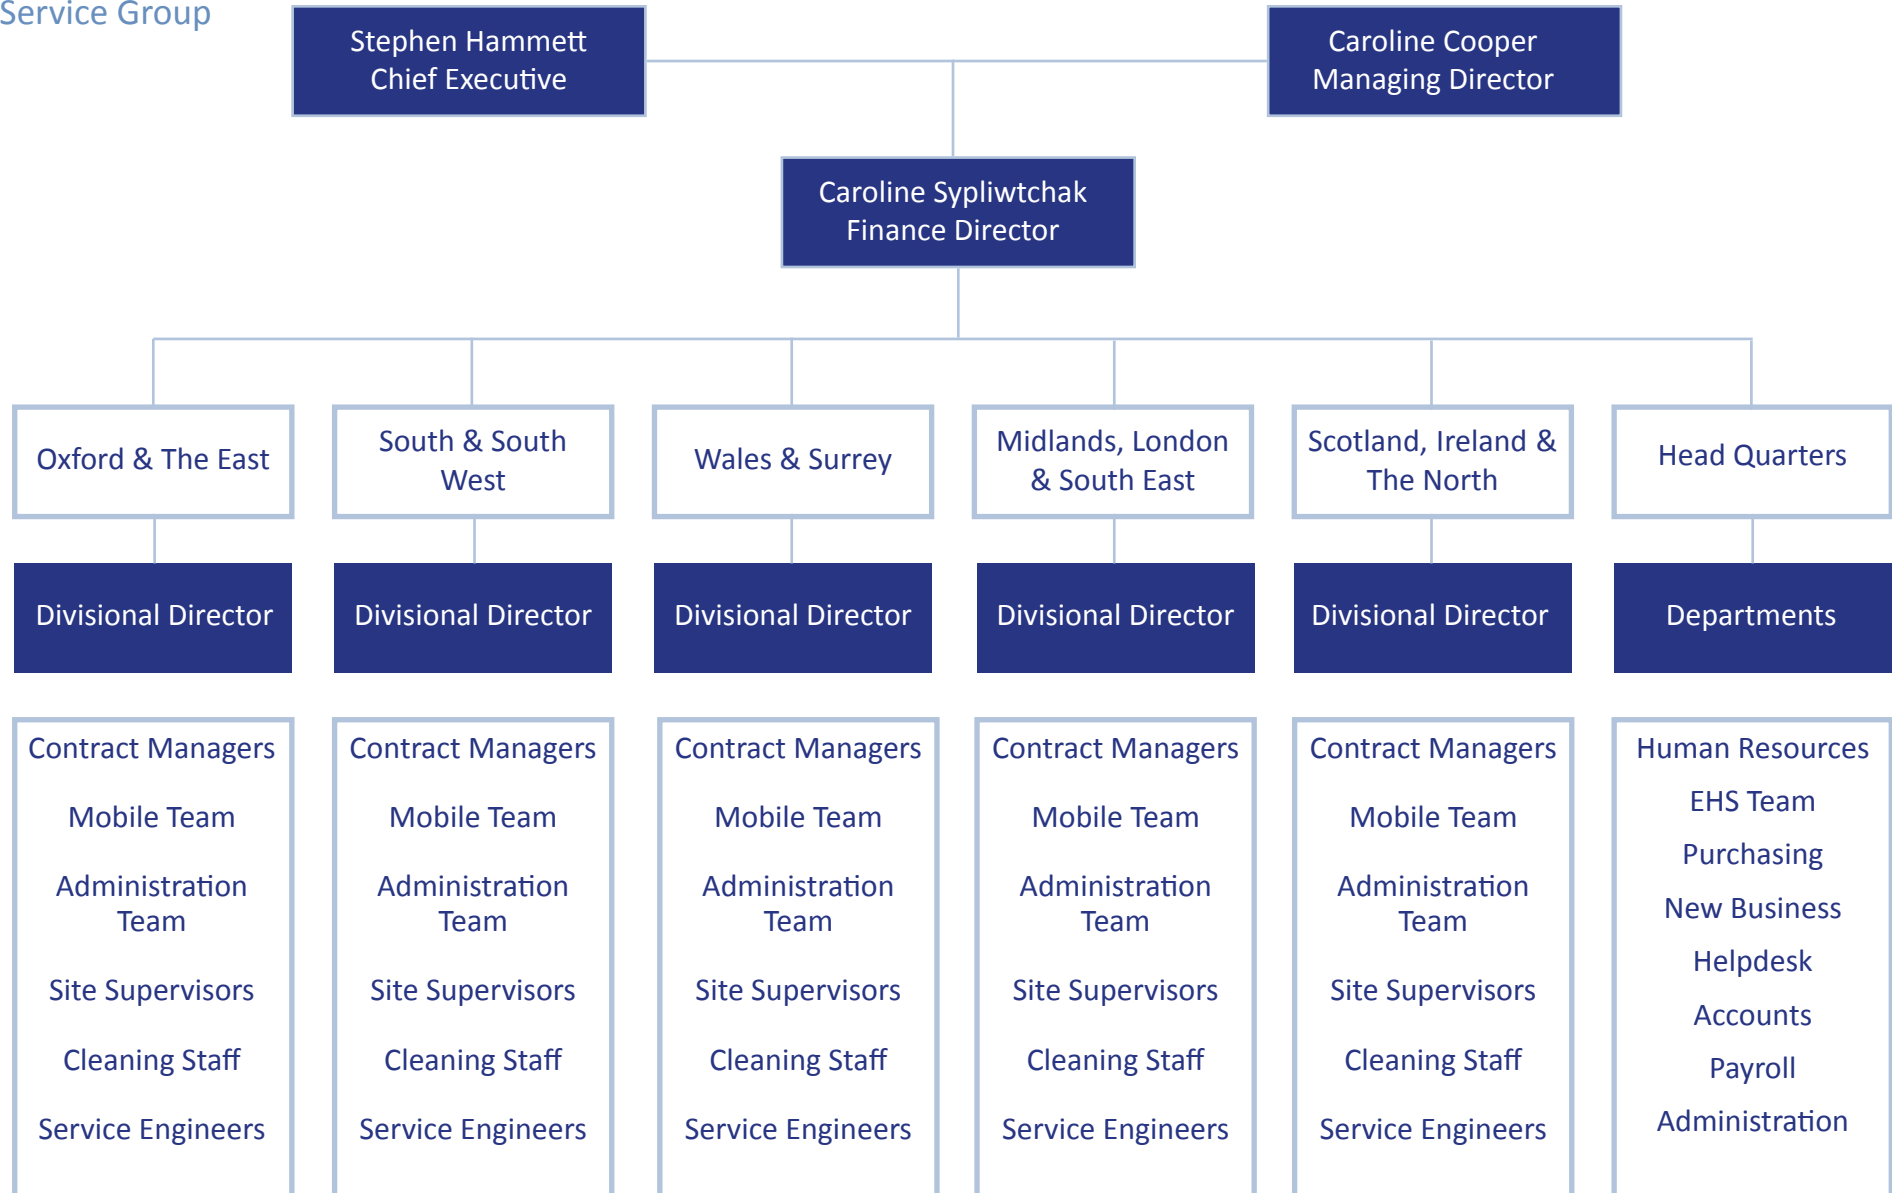 Service Group
Stephen Hammett
Chief Executive
Caroline Cooper
Managing Director
Caroline Sypliwtchak
Finance Director
Oxford & The East
South & South
West
Wales & Surrey
Midlands, London
& South East
Scotland, Ireland &
The North
Head Quarters
Divisional Director
Divisional Director
Divisional Director
Divisional Director
Divisional Director
Departments
Contract Managers
Mobile Team
Administration
Team
Site Supervisors
Cleaning Staff
Service Engineers
Contract Managers
Mobile Team
Administration
Team
Site Supervisors
Cleaning Staff
Service Engineers
Contract Managers
Mobile Team
Administration
Team
Site Supervisors
Cleaning Staff
Service Engineers
Contract Managers
Mobile Team
Administration
Team
Site Supervisors
Cleaning Staff
Service Engineers
Contract Managers
Mobile Team
Administration
Team
Site Supervisors
Cleaning Staff
Service Engineers
Human Resources
EHS Team
Purchasing
New Business
Helpdesk
Accounts
Payroll
Administration